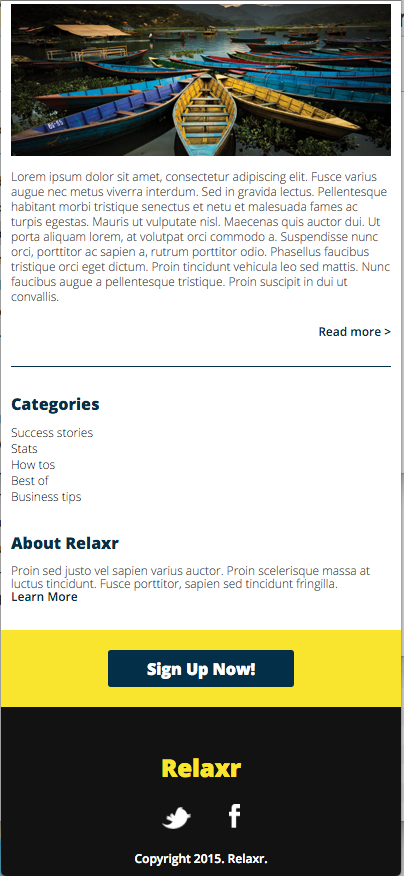 Lorem ipsum dolor sit amet, consectetur adipiscing elit. Fusce varius
augue nec metus viverra interdum. Sed in gravida lectus. Pellentesque
habitant morbi tristique senectus et netu et malesuada fames ac
turpis egestas. Mauris ut vulputate nisl. Maecenas quis auctor dui. Ut
porta aliquam lorem, at volutpat orci commodo a. Suspendisse nunc
orci, porttitor ac sapien a, rutrum porttitor odio. Phasellus faucibus
tristique orci eget dictum. Proin tincidunt vehicula leo sed mattis. Nunc
faucibus augue a pellentesque tristique. Proin suscipit in dui ut
convallis.
Read more >
Categories
Success stories
Stats
How tos
Best of
Business tips
About Relaxr
Proin sed justo vel sapien varius auctor. Proin scelerisque massa at
luctus tincidunt. Fusce porttitor, sapien sed tincidunt fringilla.
Learn More
Sign Up Now!
Relaxr
Copyright 2015. Relaxr.